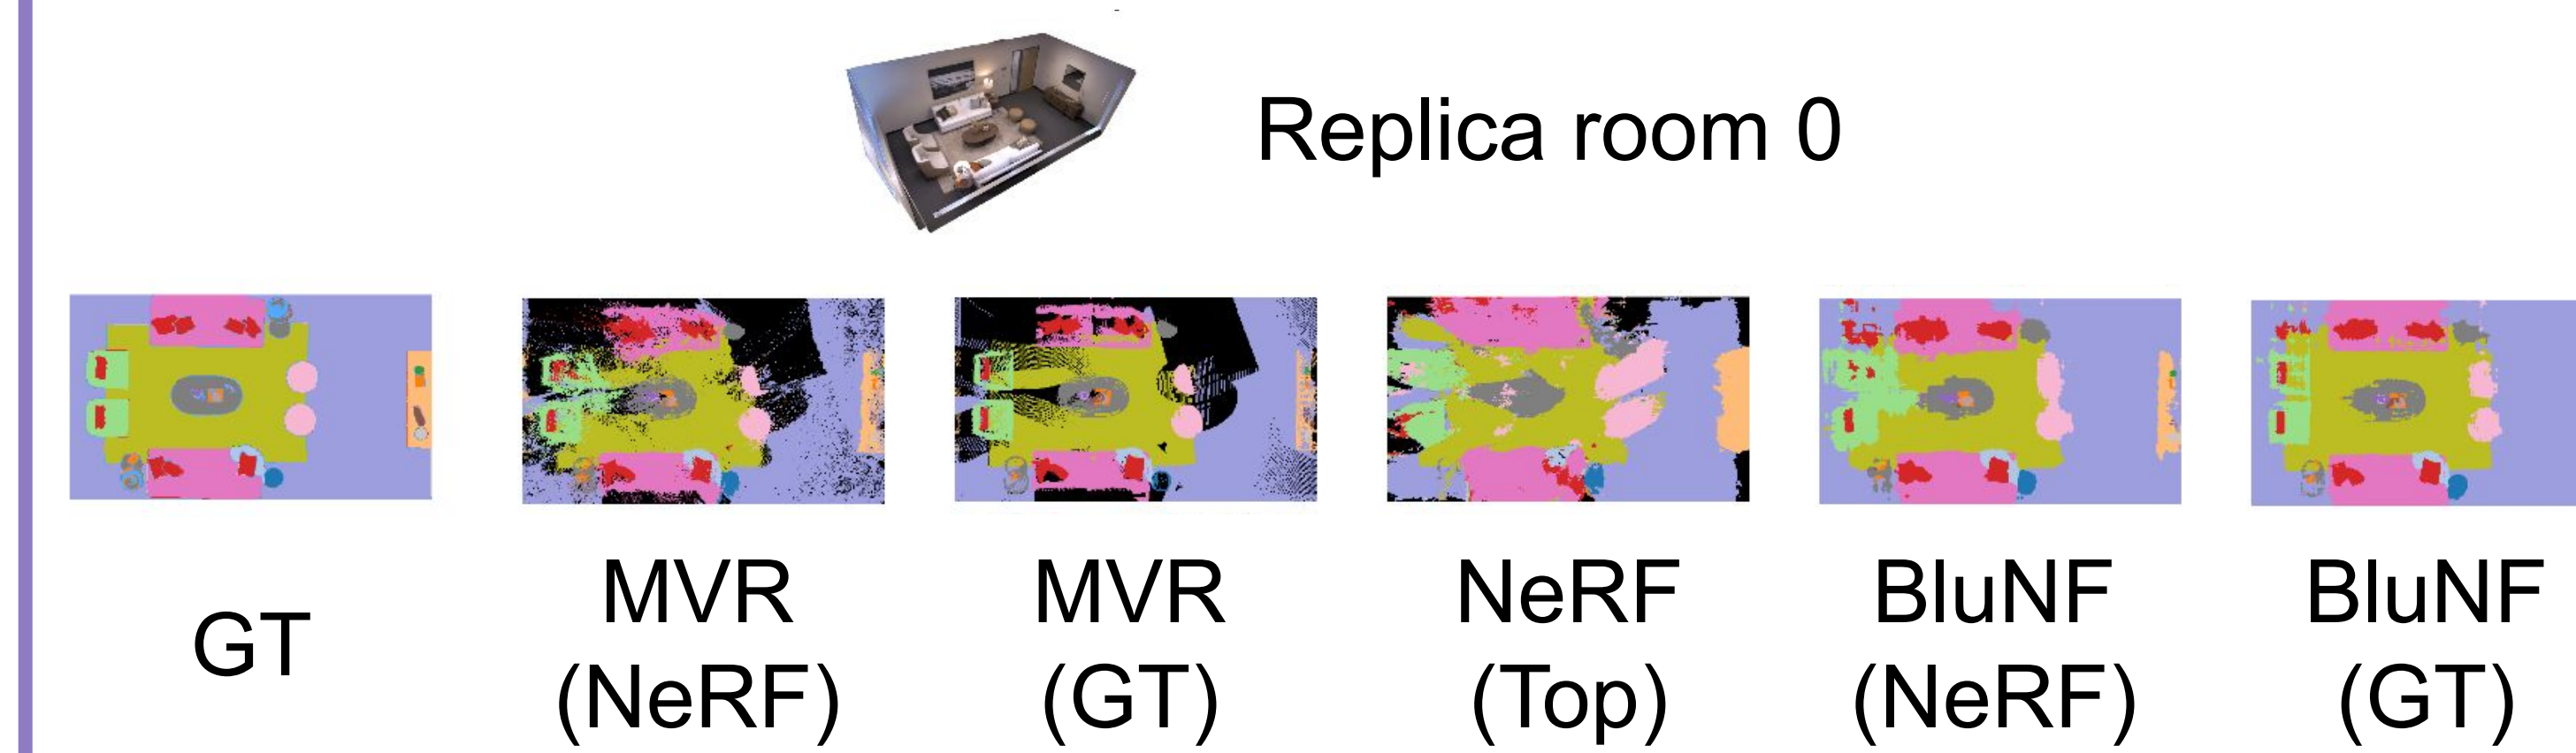 Replica room 0
GT
MVR
(NeRF)
MVR
(GT)
NeRF
(Top)
BluNF
(NeRF)
BluNF
(GT)